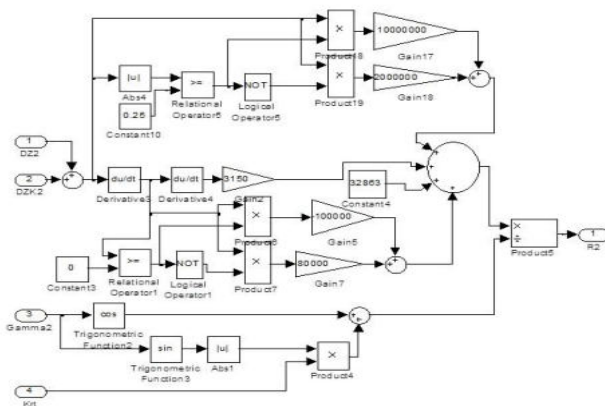 ×
Product18
10000000
Gain17
|u|
Abs4
>=
Relational
Operator5
NOT
Logical
Operator5
×
Product19
2000000
Gain18
0.25
Constant10
1
DZ2
2
DZK2
du/dt
Derivative3
du/dt
Derivative4
3150
Gain2
32863
Constant4
×
Product6
-100000
Gain5
0
Constant3
>=
Relational
Operator1
NOT
Logical
Operator1
×
Product7
80000
Gain7
×
÷
Product5
1
R2
3
Gamma2
cos
Trigonometric
Function2
sin
Trigonometric
Function3
|u|
Abs1
×
Product4
4